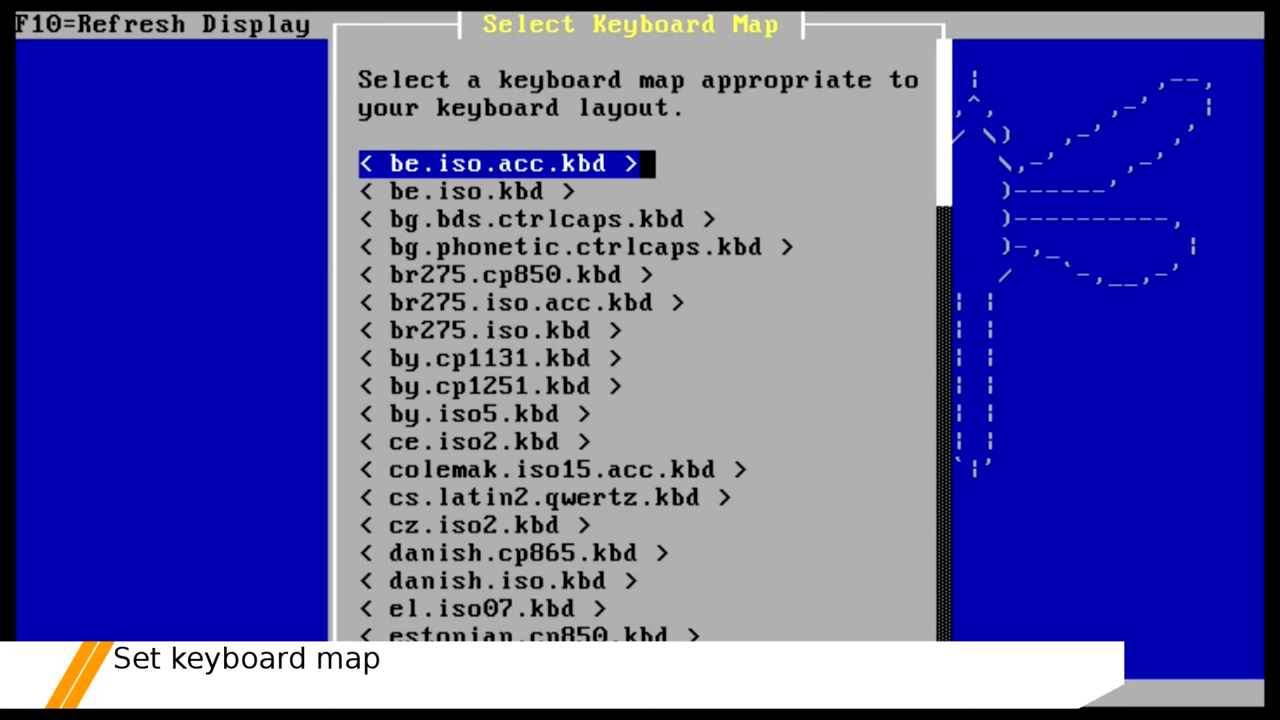 F10=Refresh Display
Select Keyboard Map
Select a keyboard map appropriate to
your keyboard layout.
< be.iso.acc.kbd >
< be.iso.kbd >
< bg.bds.ctrlcaps.kbd >
< bg.phonetic.ctrlcaps.kbd >
< br275.cp850.kbd >
< br275.iso.acc.kbd >
< br275.iso.kbd >
< by.cp1131.kbd >
< by.cp1251.kbd >
< by.iso5.kbd >
< ce.iso2.kbd >
< colemak.iso15.acc.kbd >
< cs.latin2.qwertz.kbd >
< cz.iso2.kbd >
< danish.cp865.kbd >
< danish.iso.kbd >
< el.iso07.kbd >
< estonian.cp850.kbd >
Set keyboard map